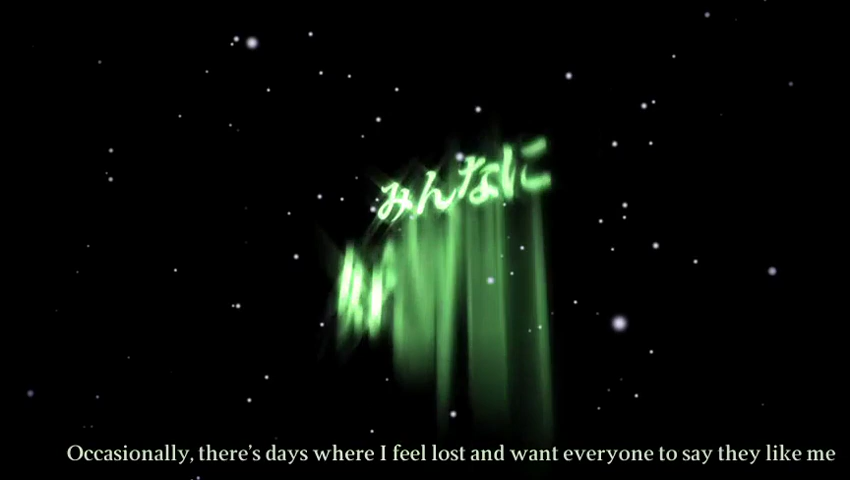 みんなに
Occasionally, there's days where I feel lost and want everyone to say they like me